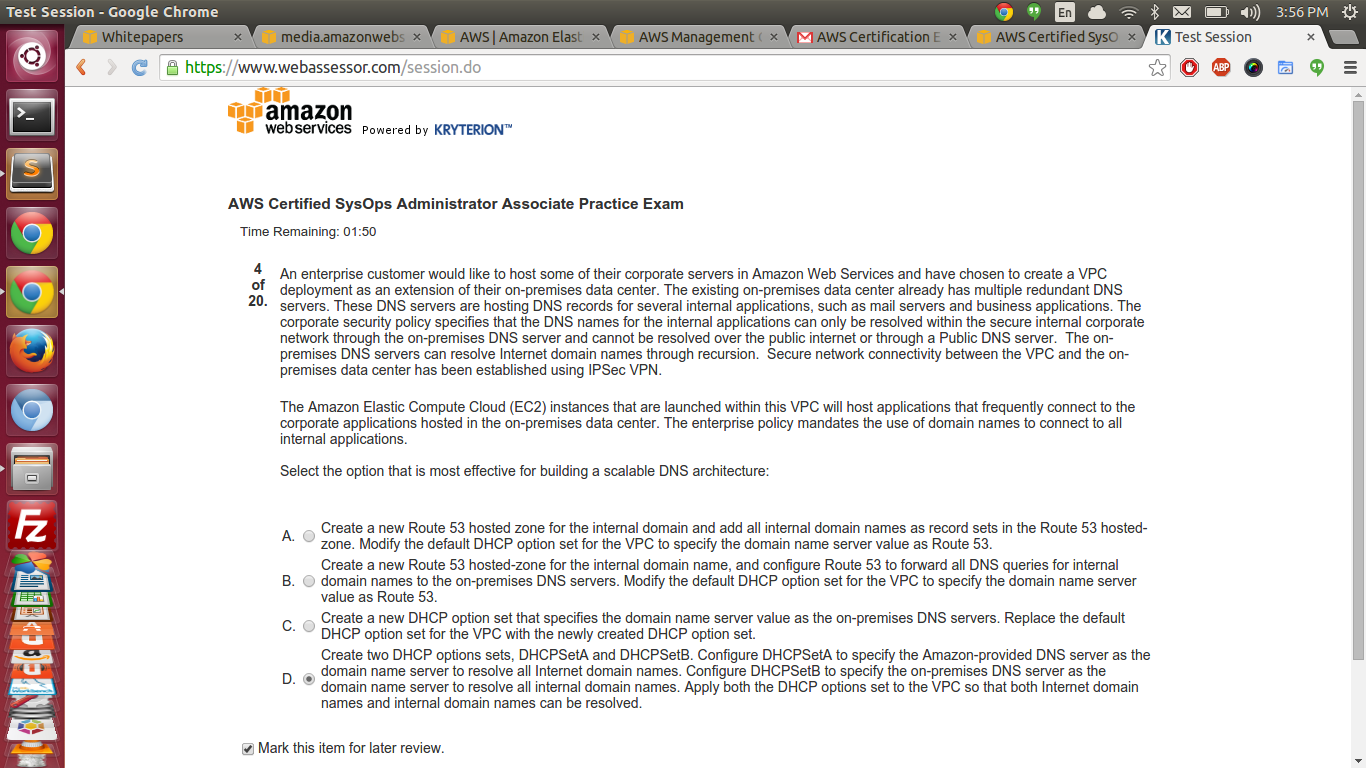 Test Session - Google Chrome
En
3:56 PM
Whitepapers
media.amazonwebs
AWS | Amazon Elast
AWS Management C
AWS Certification E
AWS Certified SysO
Test Session
https://www.webassessor.com/session.do
ABP
amazon
web services
Powered by KRYTERION™
AWS Certified SysOps Administrator Associate Practice Exam
Time Remaining: 01:50
4
of
20.
An enterprise customer would like to host some of their corporate servers in Amazon Web Services and have chosen to create a VPC
deployment as an extension of their on-premises data center. The existing on-premises data center already has multiple redundant DNS
servers. These DNS servers are hosting DNS records for several internal applications, such as mail servers and business applications. The
corporate security policy specifies that the DNS names for the internal applications can only be resolved within the secure internal corporate
network through the on-premises DNS server and cannot be resolved over the public internet or through a Public DNS server. The on-
premises DNS servers can resolve Internet domain names through recursion. Secure network connectivity between the VPC and the on-
premises data center has been established using IPSec VPN.
The Amazon Elastic Compute Cloud (EC2) instances that are launched within this VPC will host applications that frequently connect to the
corporate applications hosted in the on-premises data center. The enterprise policy mandates the use of domain names to connect to all
internal applications.
Select the option that is most effective for building a scalable DNS architecture:
A. Create a new Route 53 hosted zone for the internal domain and add all internal domain names as record sets in the Route 53 hosted-
zone. Modify the default DHCP option set for the VPC to specify the domain name server value as Route 53.
B. Create a new Route 53 hosted-zone for the internal domain name, and configure Route 53 to forward all DNS queries for internal
domain names to the on-premises DNS servers. Modify the default DHCP option set for the VPC to specify the domain name server
value as Route 53.
C. Create a new DHCP option set that specifies the domain name server value as the on-premises DNS servers. Replace the default
DHCP option set for the VPC with the newly created DHCP option set.
D. Create two DHCP options sets, DHCPSetA and DHCPSetB. Configure DHCPSetA to specify the Amazon-provided DNS server as the
domain name server to resolve all Internet domain names. Configure DHCPSetB to specify the on-premises DNS server as the
domain name server to resolve all internal domain names. Apply both the DHCP options set to the VPC so that both Internet domain
names and internal domain names can be resolved.
Mark this item for later review.